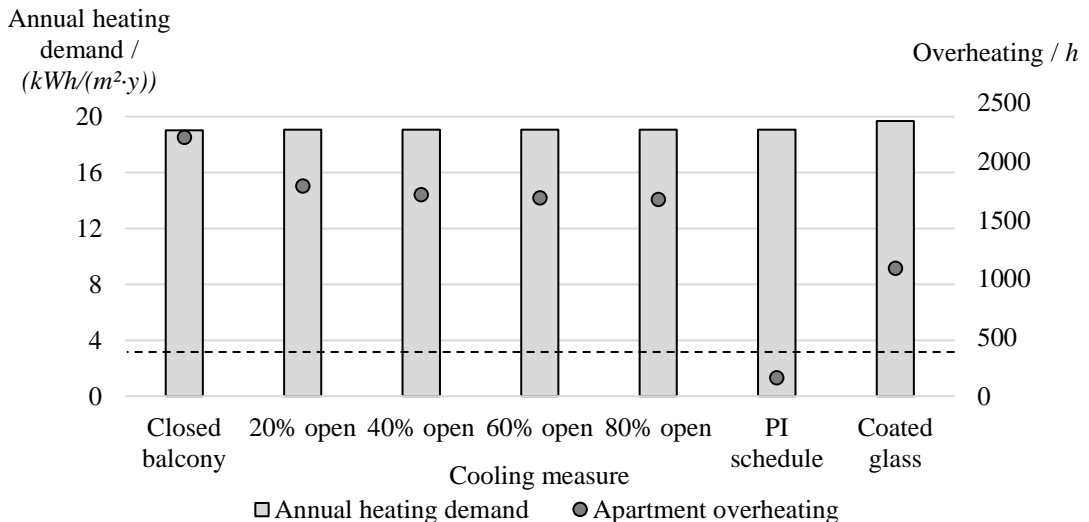 Annual heating
demand /
(kWh/(m²·y))
Overheating / h
20
16
12
8
4
0
2500
2000
1500
1000
500
0
Closed
balcony
20% open
40% open
60% open
80% open
PI
schedule
Coated
glass
Cooling measure
Annual heating demand
Apartment overheating